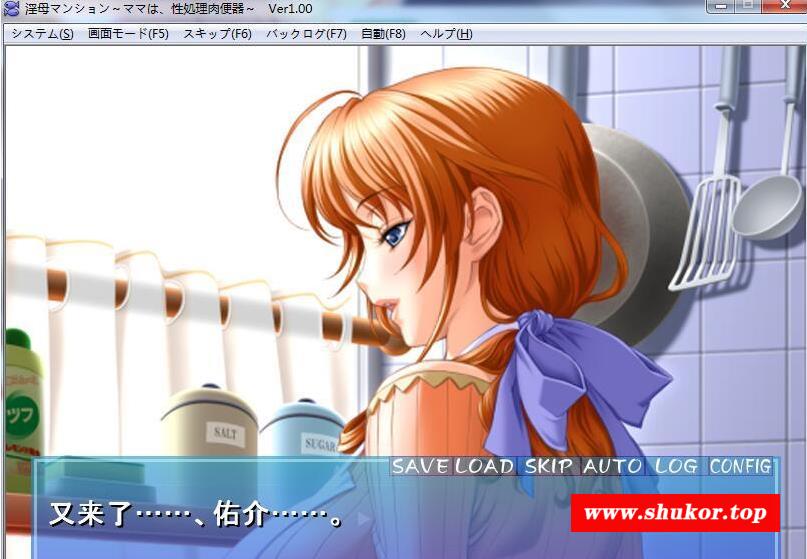 淫母マンション～ママは、性処理肉便器～ Ver1.00
システム(S) 画面モード(F5) スキップ(F6) バックログ(F7) 自動(F8) ヘルプ(H)
SALT
SUGAR
ッフ
SAVE LOAD SKIP AUTO LOG CONFIG
又来了……、佑介……。
www.shukor.top